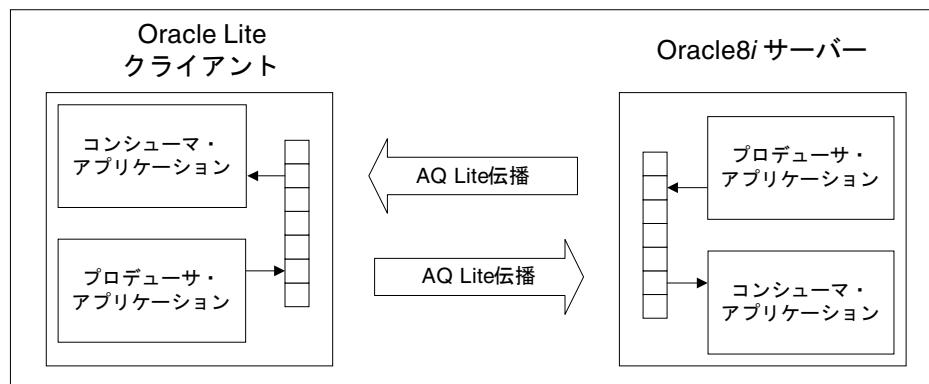 Oracle Lite
クライアント
コンシューマ・
アプリケーション
プロデューサ・
アプリケーション
AQ Lite伝播
AQ Lite伝播
Oracle8i サーバー
プロデューサ・
アプリケーション
コンシューマ・
アプリケーション